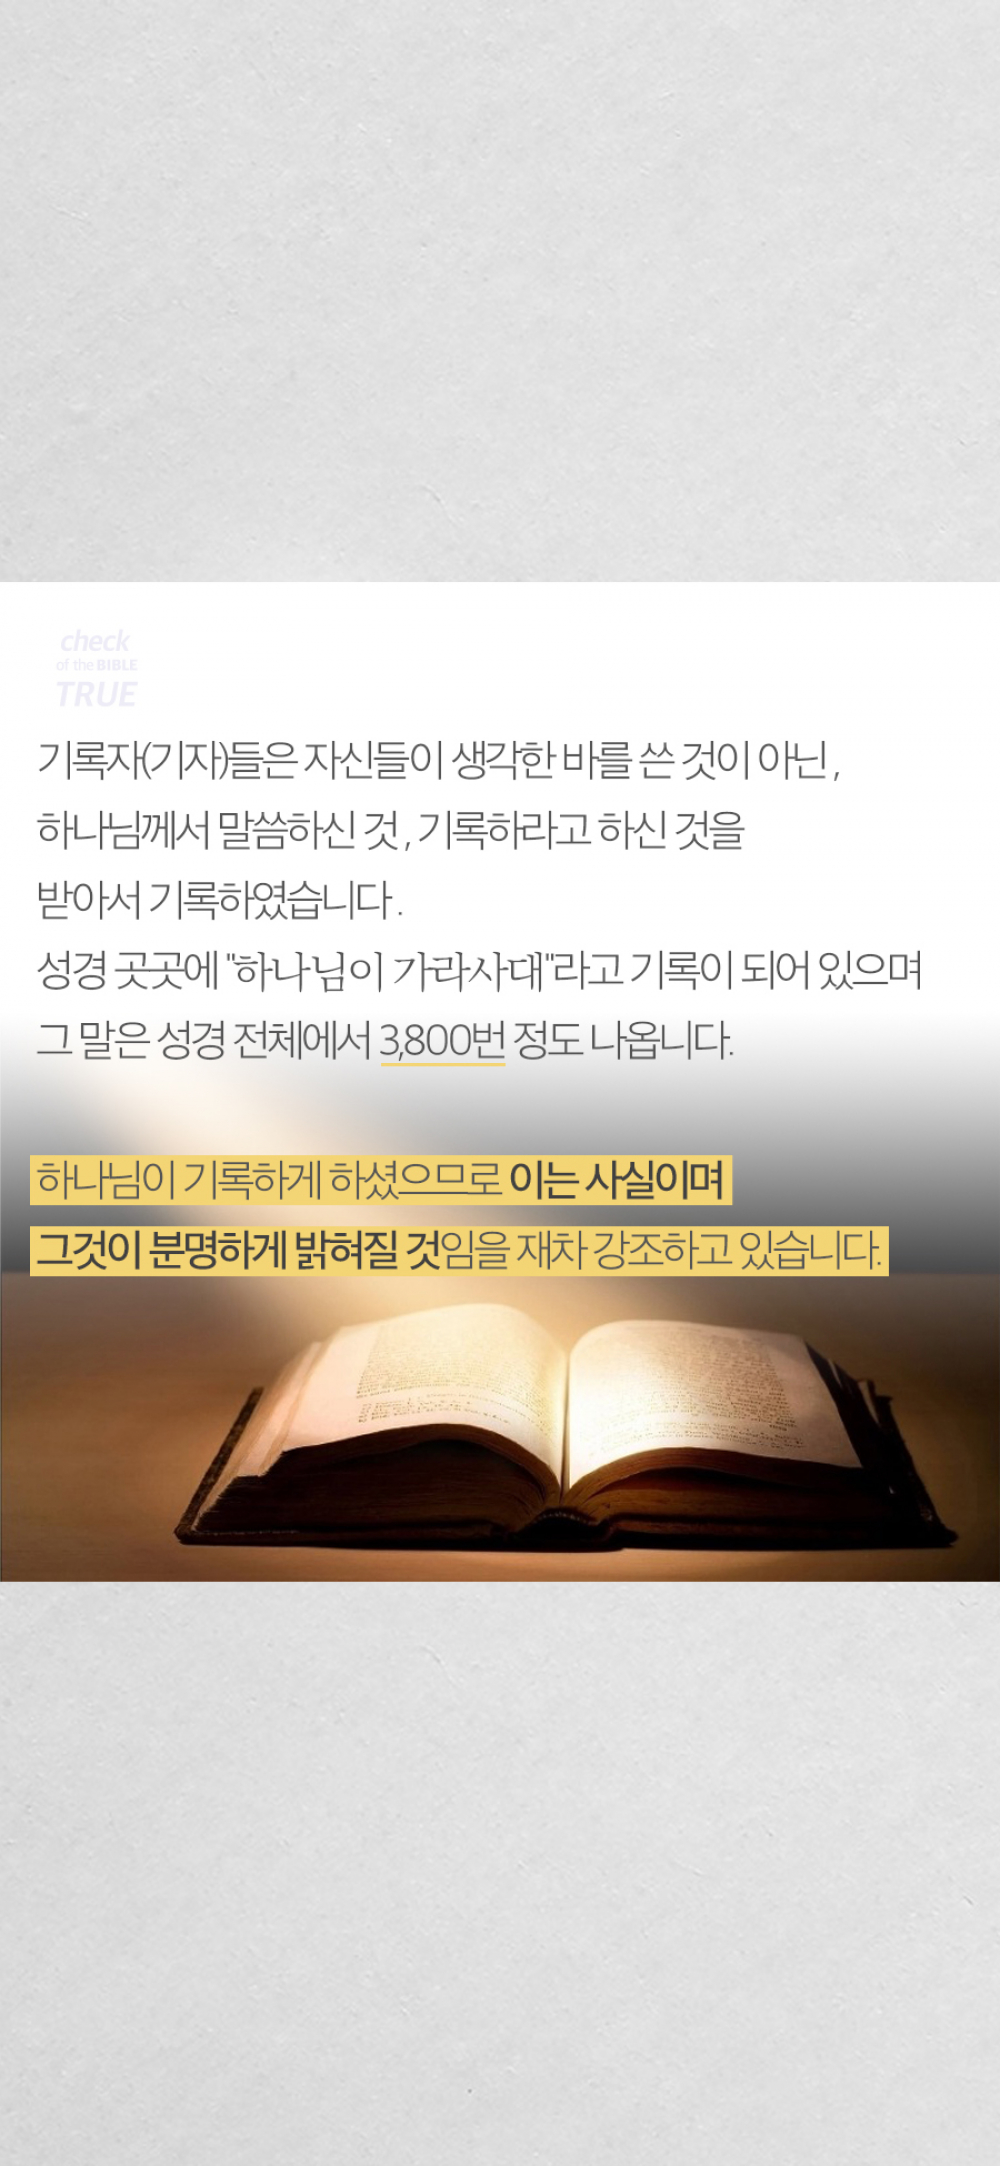 check
of the BIBLE
TRUE
기록자(기자)들은 자신들이 생각한 바를 쓴 것이 아닌 ,
하나님께서 말씀하신 것 , 기록하라고 하신 것을
받아서 기록하였습니다 .
성경 곳곳에 "하나님이 가라사대"라고 기록이 되어 있으며
그 말은 성경 전체에서 3,800번 정도 나옵니다.
하나님이 기록하게 하셨으므로 이는 사실이며
그것이 분명하게 밝혀질 것임을 재차 강조하고 있습니다.